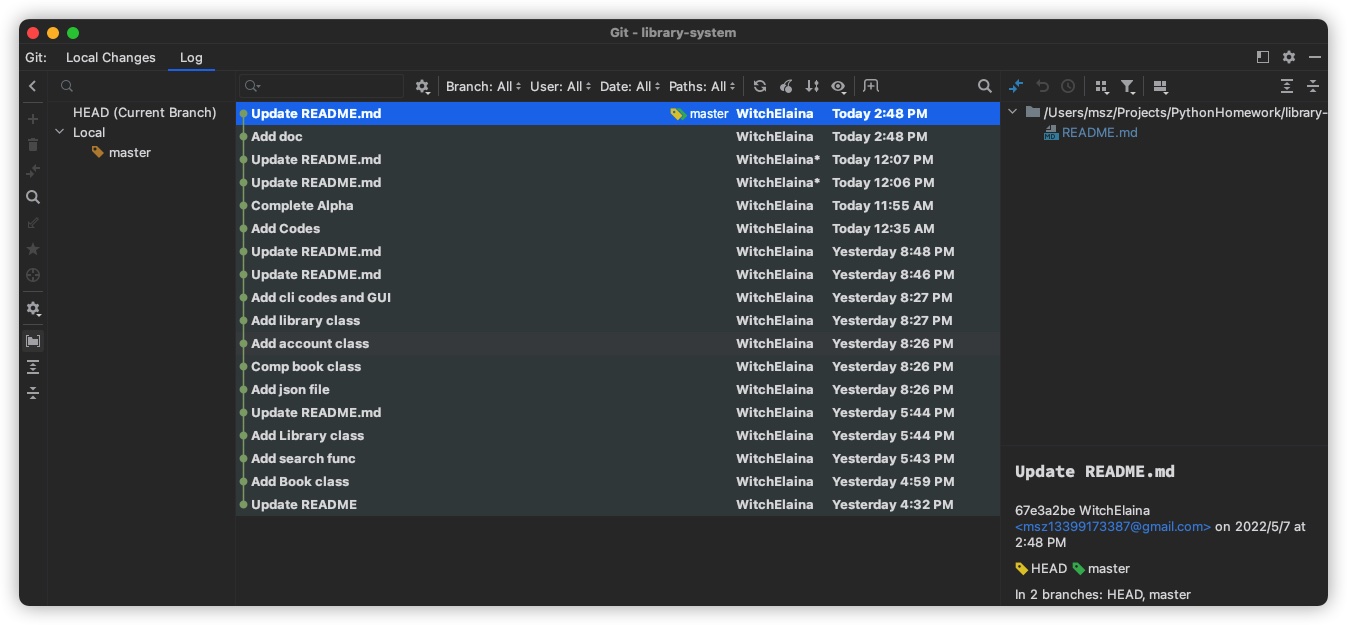 Git - library-system
Git: Local Changes Log
Branch: All User: All Date: All Paths: All
HEAD (Current Branch)
Local
master
Update README.md master WitchElaina Today 2:48 PM
Add doc WitchElaina Today 2:48 PM
Update README.md WitchElaina* Today 12:07 PM
Update README.md WitchElaina* Today 12:06 PM
Complete Alpha WitchElaina Today 11:55 AM
Add Codes WitchElaina Today 12:35 AM
Update README.md WitchElaina Yesterday 8:48 PM
Update README.md WitchElaina Yesterday 8:46 PM
Add cli codes and GUI WitchElaina Yesterday 8:27 PM
Add library class WitchElaina Yesterday 8:27 PM
Add account class WitchElaina Yesterday 8:26 PM
Comp book class WitchElaina Yesterday 8:26 PM
Add json file WitchElaina Yesterday 8:26 PM
Update README.md WitchElaina Yesterday 5:44 PM
Add Library class WitchElaina Yesterday 5:44 PM
Add search func WitchElaina Yesterday 5:43 PM
Add Book class WitchElaina Yesterday 4:59 PM
Update README WitchElaina Yesterday 4:32 PM
/Users/msz/Projects/PythonHomework/library-
README.md
Update README.md
67e3a2be WitchElaina
<msz13399173387@gmail.com> on 2022/5/7 at
2:48 PM
HEAD master
In 2 branches: HEAD, master